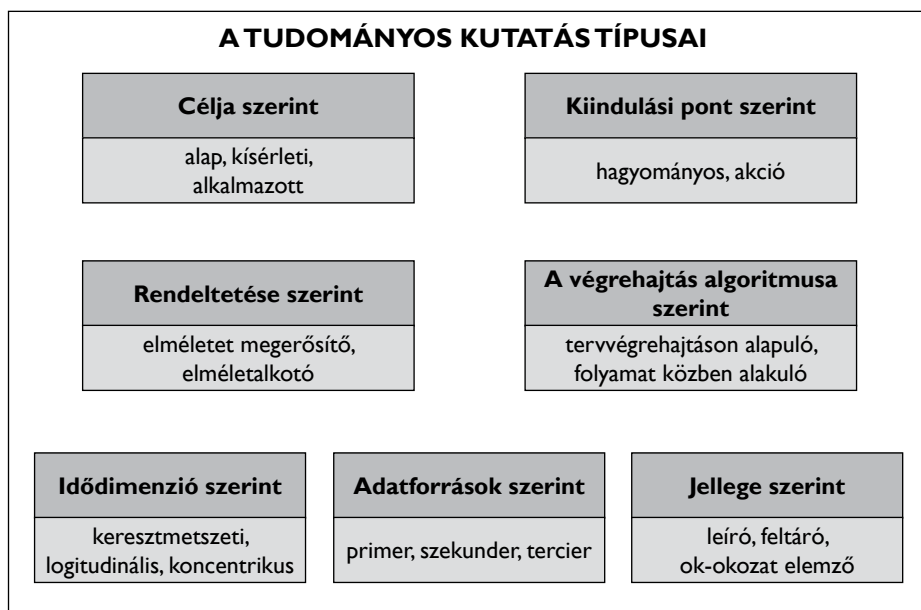 A TUDOMÁNYOS KUTATÁS TÍPUSAI
Célja szerint
alap, kísérleti,
alkalmazott
Kiindulási pont szerint
hagyományos, akció
Rendeltetése szerint
elméletet megerősítő,
elméletalkotó
A végrehajtás algoritmusa
szerint
tervvégrehajtáson alapuló,
folyamat közben alakuló
Idődimenzió szerint
keresztmetszeti,
logitudinális, koncentrikus
Adatforrások szerint
primer, szekunder, tercier
Jellege szerint
leíró, feltáró,
ok-okozat elemző